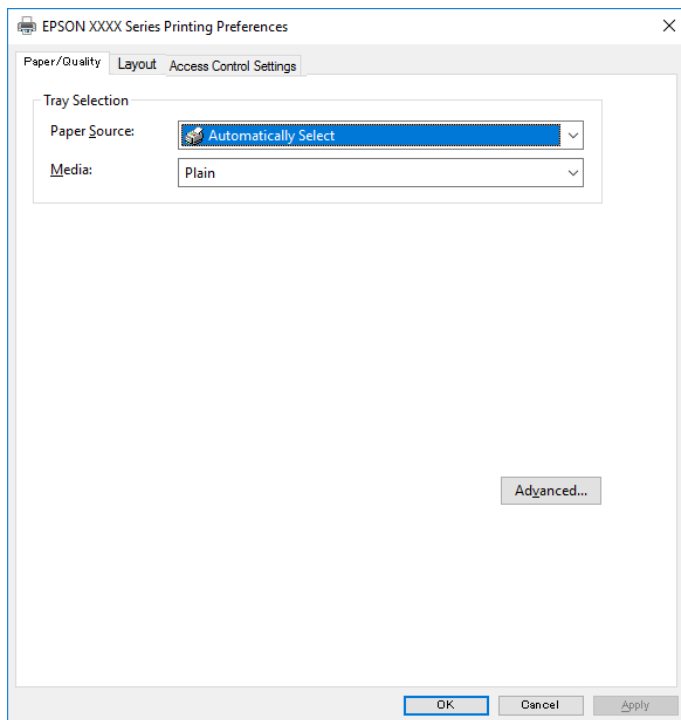 EPSON XXXX Series Printing Preferences
Paper/Quality Layout Access Control Settings
Tray Selection
Paper Source: Automatically Select
Media: Plain
Advanced...
OK Cancel Apply